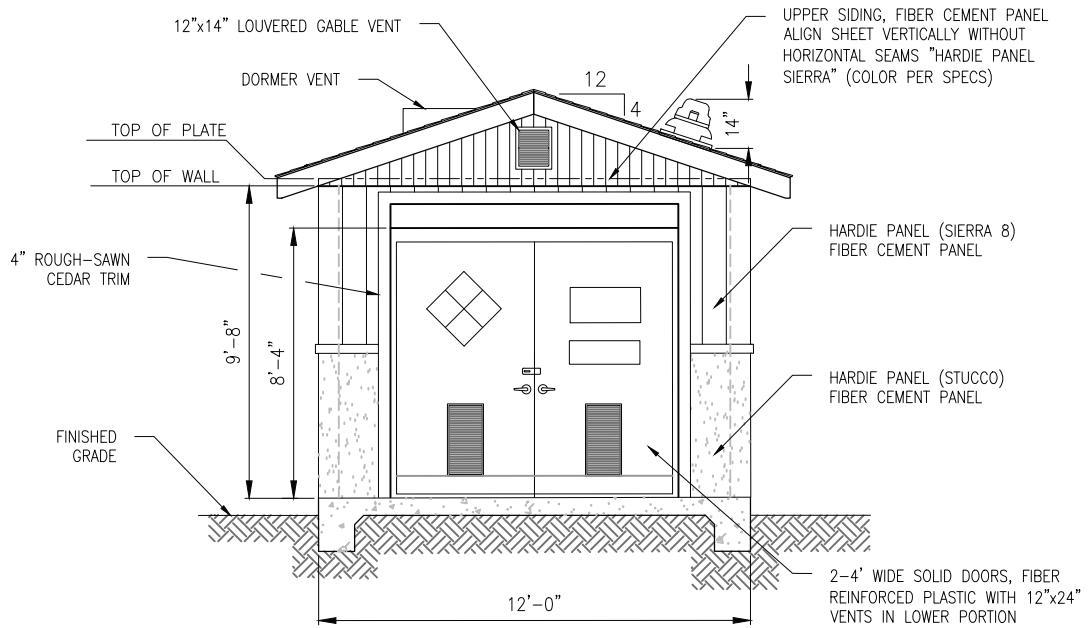 12"x14" LOUVERED GABLE VENT
UPPER SIDING, FIBER CEMENT PANEL
ALIGN SHEET VERTICALLY WITHOUT
HORIZONTAL SEAMS "HARDIE PANEL
SIERRA" (COLOR PER SPECS)
DORMER VENT
12
4
14"
TOP OF PLATE
TOP OF WALL
HARDIE PANEL (SIERRA 8)
FIBER CEMENT PANEL
4" ROUGH-SAWN
CEDAR TRIM
9'-8"
8'-4"
HARDIE PANEL (STUCCO)
FIBER CEMENT PANEL
FINISHED
GRADE
2-4' WIDE SOLID DOORS, FIBER
REINFORCED PLASTIC WITH 12"x24"
VENTS IN LOWER PORTION
12'-0"